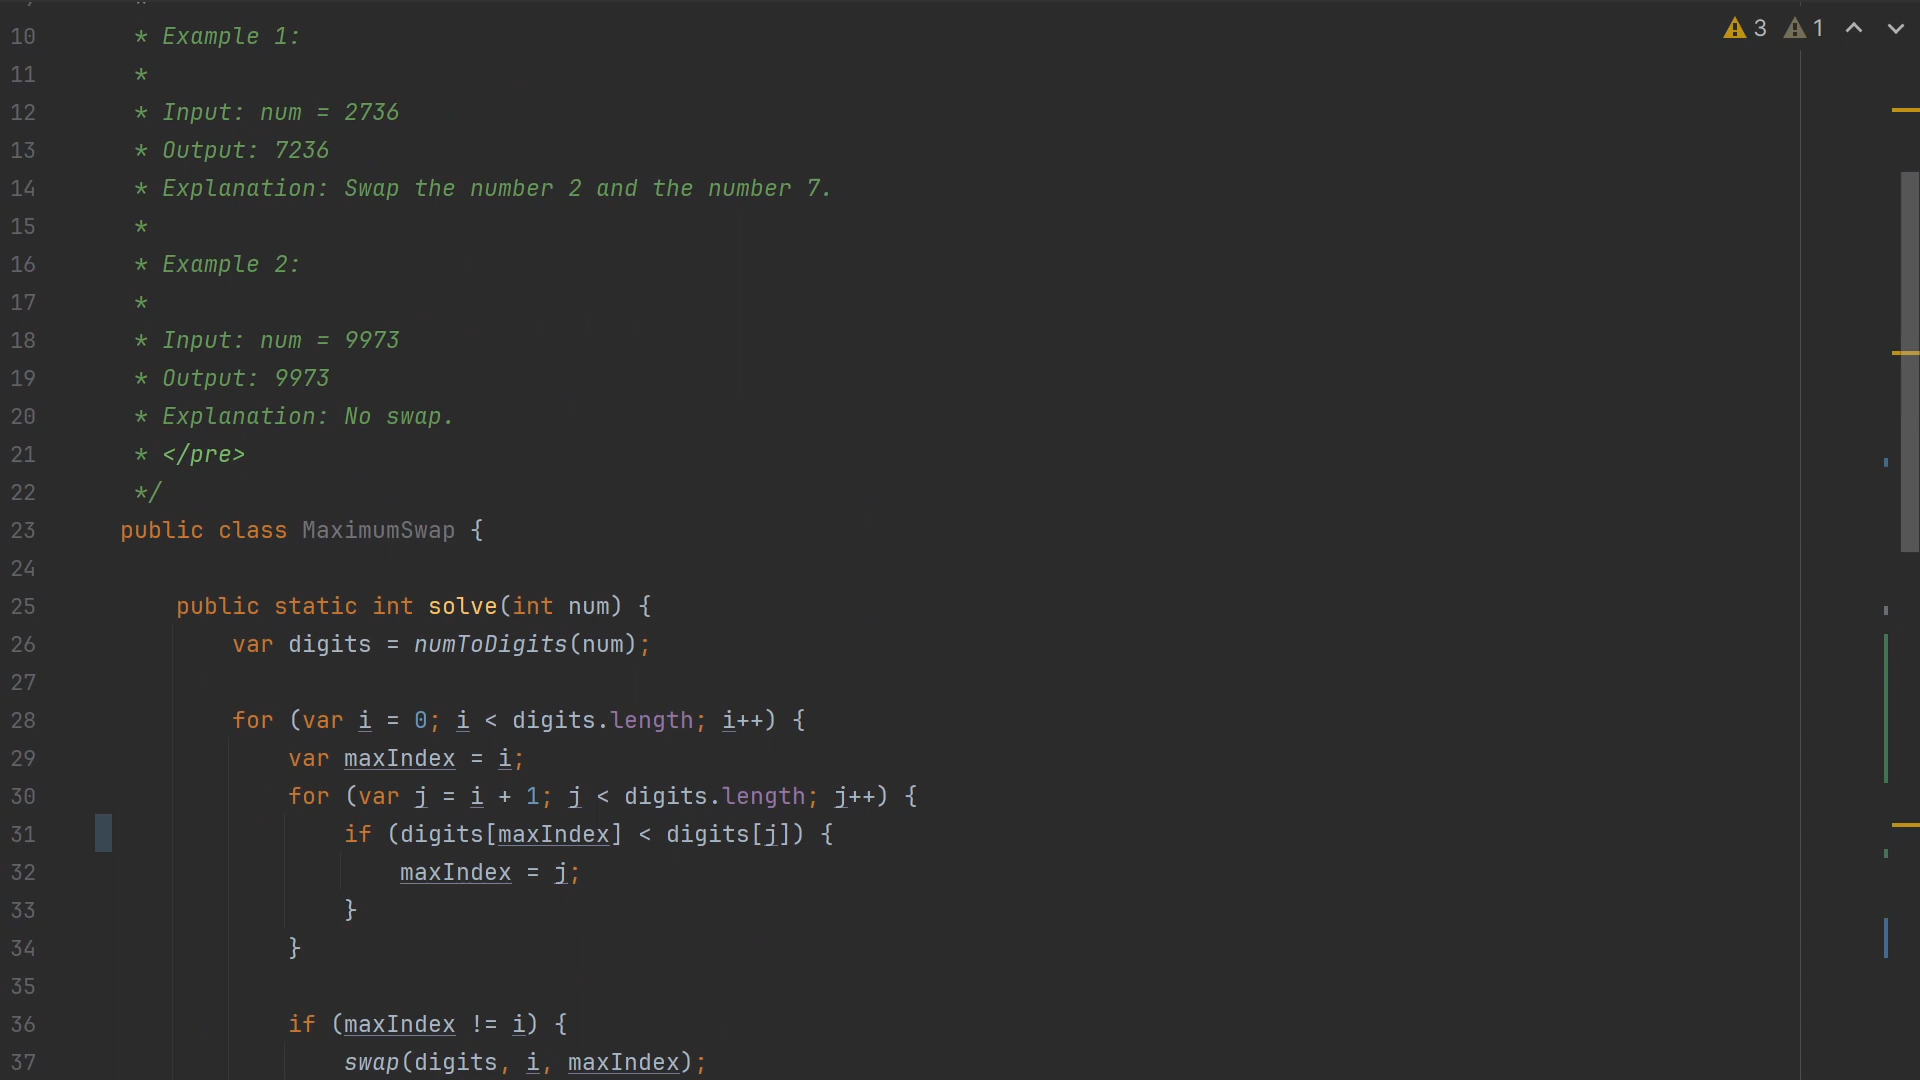 3 1
10 * Example 1:
11 *
12 * Input: num = 2736
13 * Output: 7236
14 * Explanation: Swap the number 2 and the number 7.
15 *
16 * Example 2:
17 *
18 * Input: num = 9973
19 * Output: 9973
20 * Explanation: No swap.
21 * </pre>
22 */
23 public class MaximumSwap {
24
25 public static int solve(int num) {
26 var digits = numToDigits(num);
27
28 for (var i = 0; i < digits.length; i++) {
29 var maxIndex = i;
30 for (var j = i + 1; j < digits.length; j++) {
31 if (digits[maxIndex] < digits[j]) {
32 maxIndex = j;
33 }
34 }
35
36 if (maxIndex != i) {
37 swap(digits, i, maxIndex);